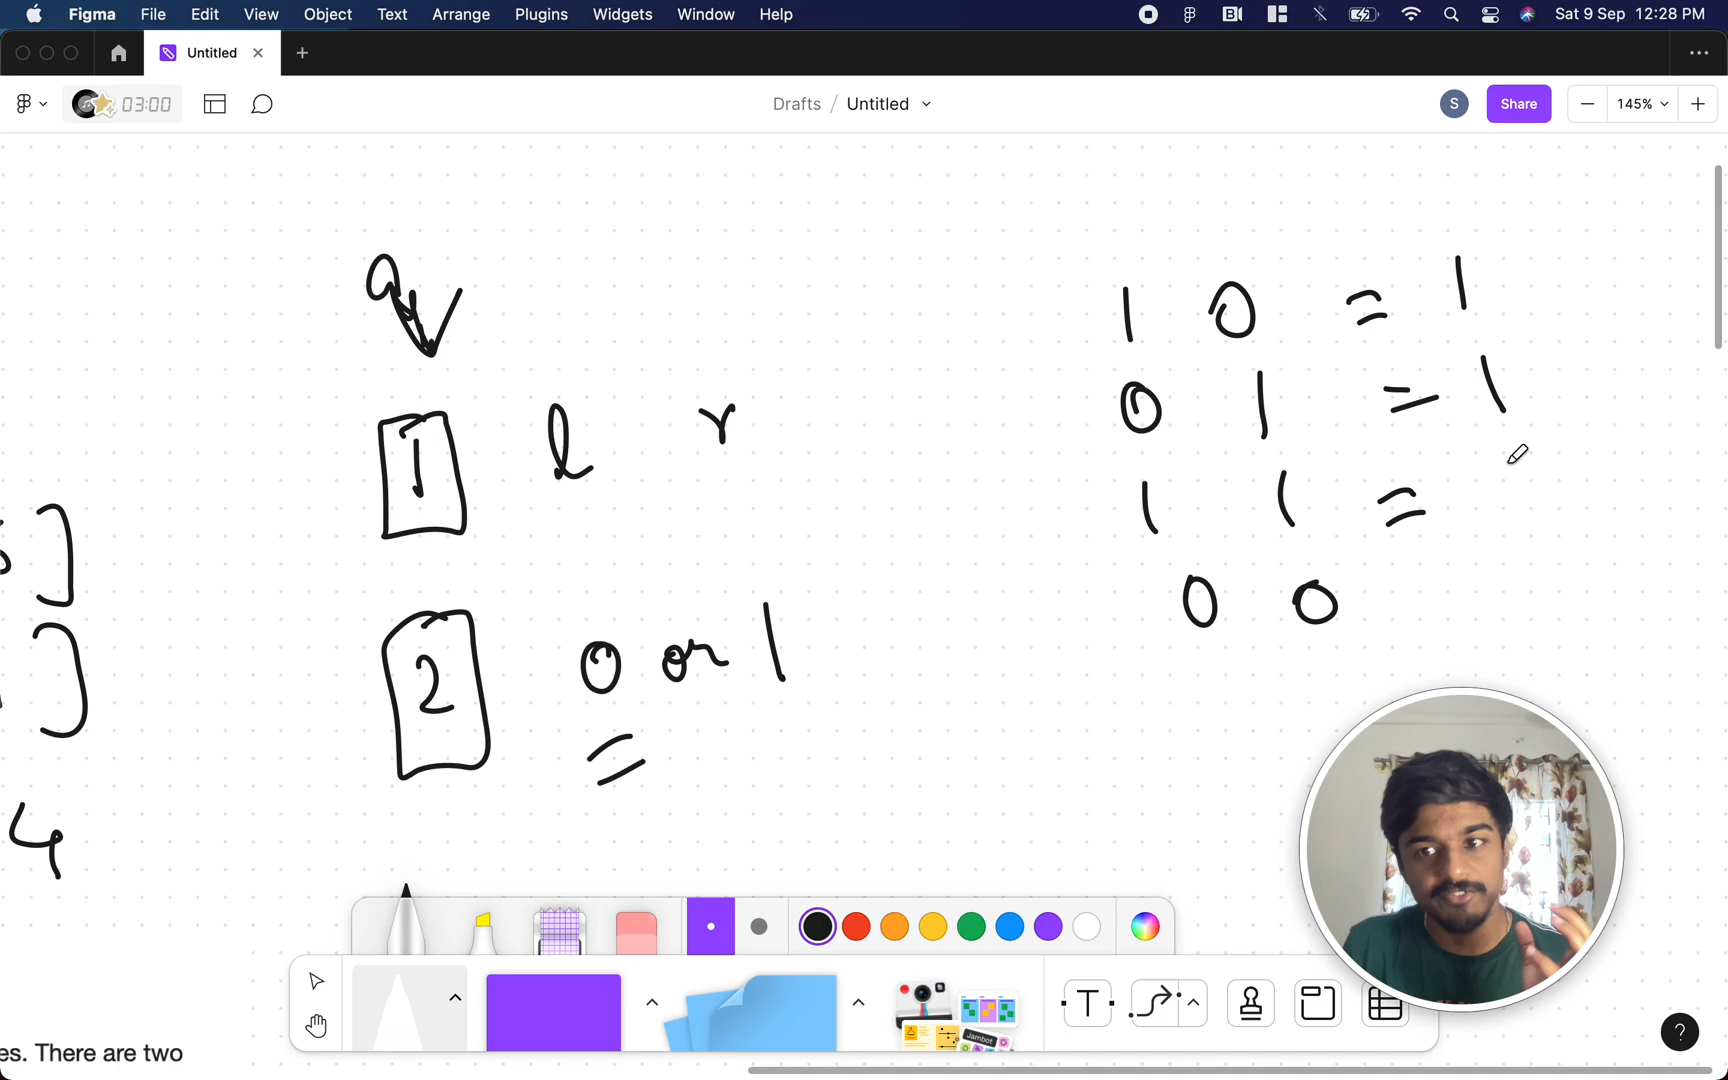 Figma File Edit View Object Text Arrange Plugins Widgets Window Help Sat 9 Sep 12:28 PM
Untitled
03:00 Drafts / Untitled S Share 145%
1 0 = 1
0 1 = 1
1 l r
1 1 =
0 0
2 0 or 1
=
4
T
Jambot
es. There are two
?